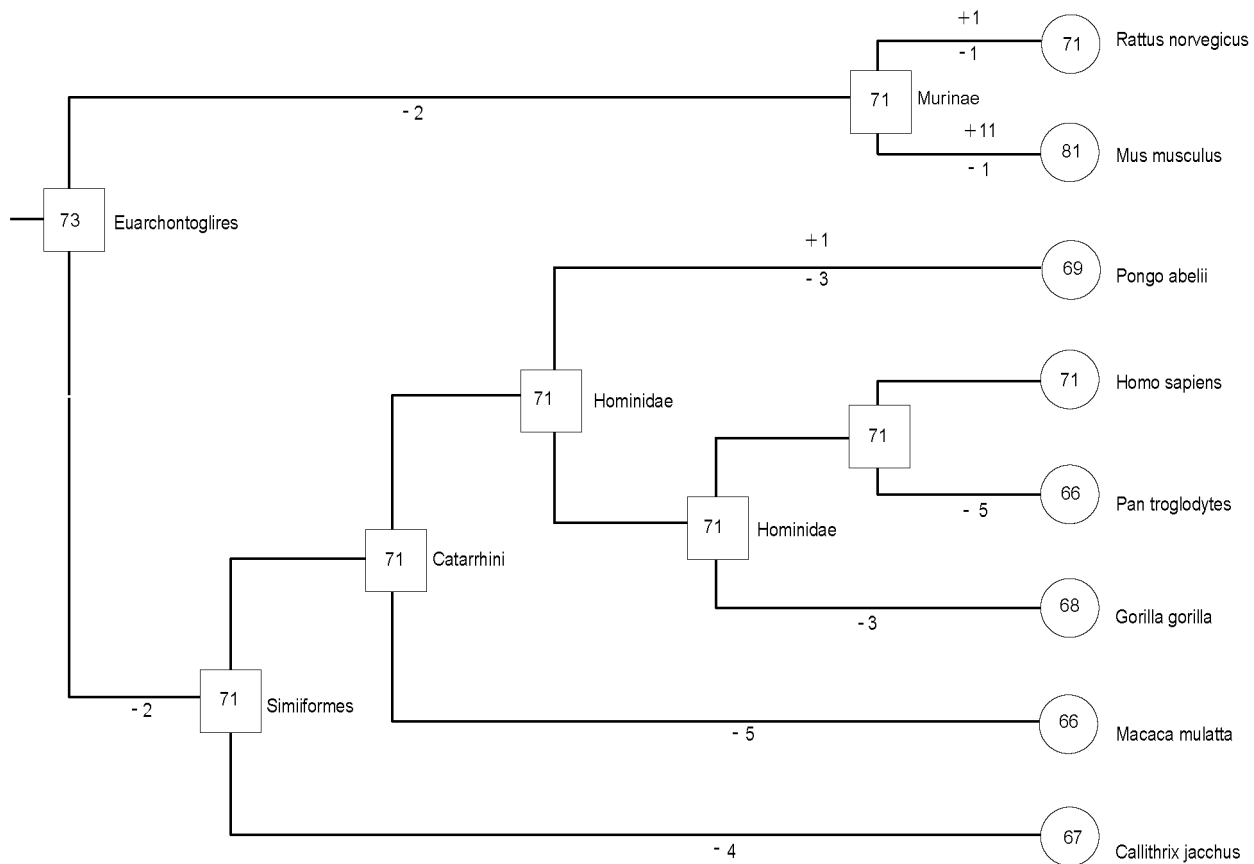 +1
71
Rattus norvegicus
- 1
71
Murinae
- 2
+11
81
Mus musculus
- 1
73
Euarchontoglires
+1
69
Pongo abelii
- 3
71
Homo sapiens
71
Hominidae
71
66
Pan troglodytes
- 5
71
Hominidae
71
Catarrhini
68
Gorilla gorilla
- 3
71
Simiiformes
- 2
66
Macaca mulatta
- 5
67
Callithrix jacchus
- 4